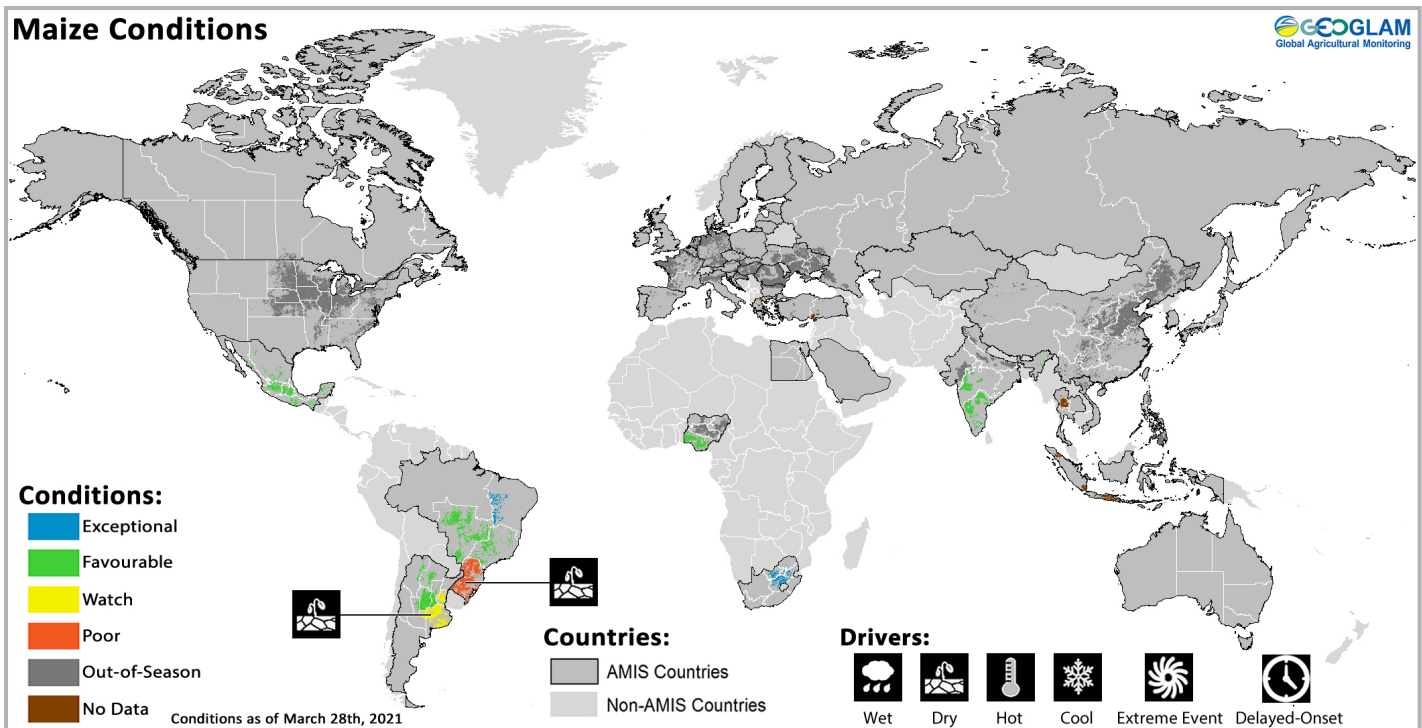 Maize Conditions
GEOGLAM
Global Agricultural Monitoring
Conditions:
Exceptional
Favourable
Watch
Poor
Out-of-Season
No Data
Conditions as of March 28th, 2021
Countries:
AMIS Countries
Non-AMIS Countries
Drivers:
Wet
Dry
Hot
Cool
Extreme Event
Delayed-Onset